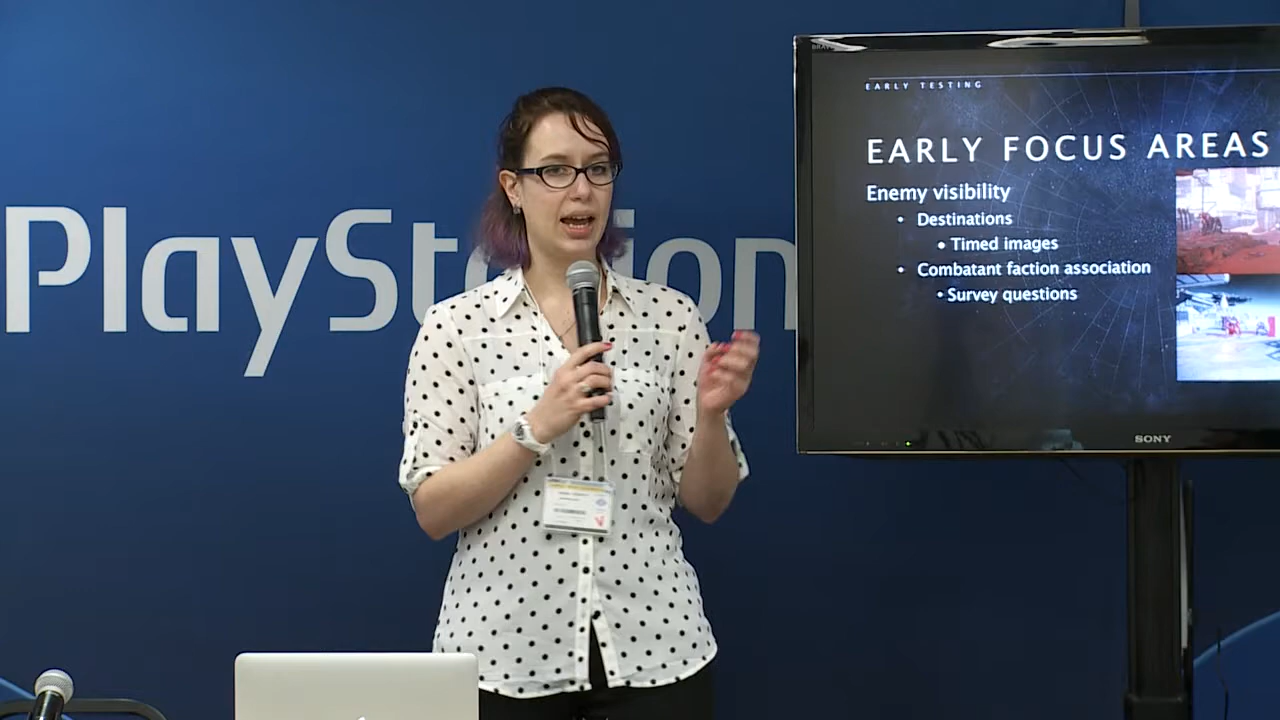 PlayStation
EARLY TESTING
EARLY FOCUS AREAS
Enemy visibility
• Destinations
• Timed images
• Combatant faction association
• Survey questions
SONY